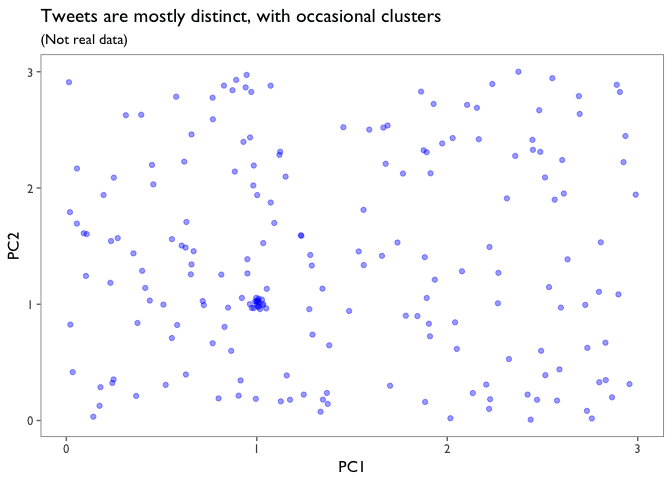 Tweets are mostly distinct, with occasional clusters
(Not real data)
3
2
PC2
1
0
0 1 2 3
PC1